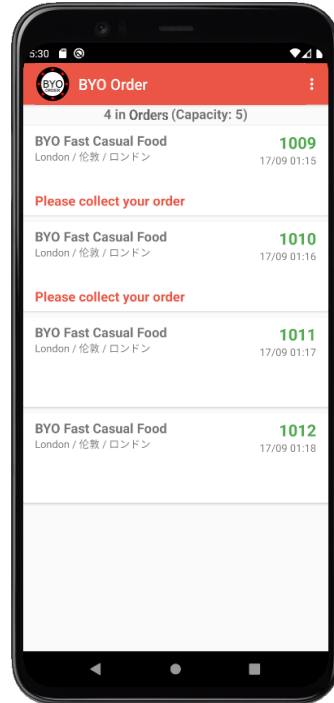 5:30
BYO BYO Order
4 in Orders (Capacity: 5)
BYO Fast Casual Food 1009
London / 伦敦 / ロンドン 17/09 01:15
Please collect your order
BYO Fast Casual Food 1010
London / 伦敦 / ロンドン 17/09 01:16
Please collect your order
BYO Fast Casual Food 1011
London / 伦敦 / ロンドン 17/09 01:17
BYO Fast Casual Food 1012
London / 伦敦 / ロンドン 17/09 01:18